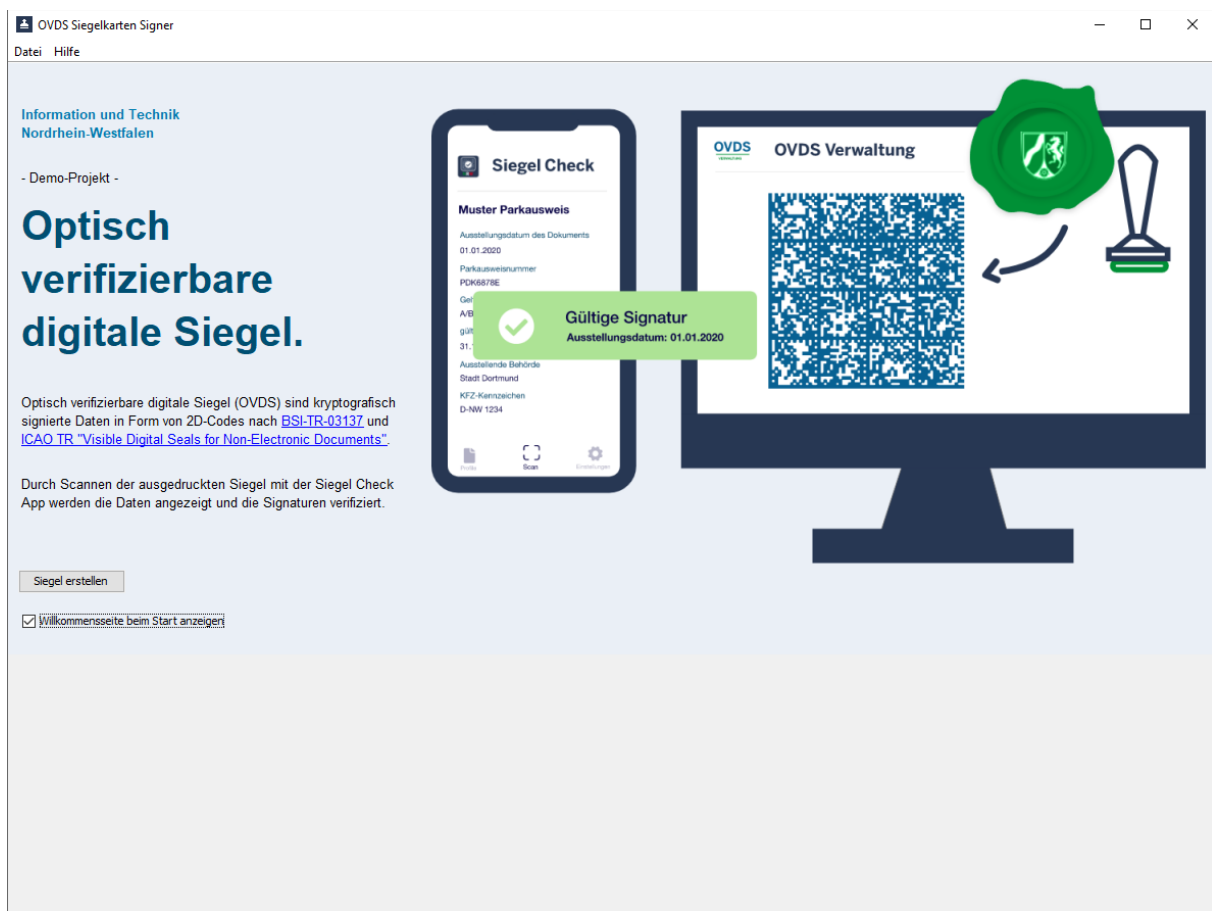 OVDS Siegelkarten Signer
Datei Hilfe
Information und Technik
Nordrhein-Westfalen
- Demo-Projekt -
Optisch
verifizierbare
digitale Siegel.
Optisch verifizierbare digitale Siegel (OVDS) sind kryptografisch
signierte Daten in Form von 2D-Codes nach BSI-TR-03137 und
ICAO TR "Visible Digital Seals for Non-Electronic Documents".
Durch Scannen der ausgedruckten Siegel mit der Siegel Check
App werden die Daten angezeigt und die Signaturen verifiziert.
Siegel erstellen
Willkommensseite beim Start anzeigen
Siegel Check
Muster Parkausweis
Ausstellungsdatum des Dokuments
01.01.2020
Parkausweisnummer
PDK6878E
A/B
31.
Gültige Signatur
Ausstellungsdatum: 01.01.2020
Ausstellende Behörde
Stadt Dortmund
KFZ-Kennzeichen
D-NW 1234
Profile Scan Einstellungen
OVDS
OVDS Verwaltung